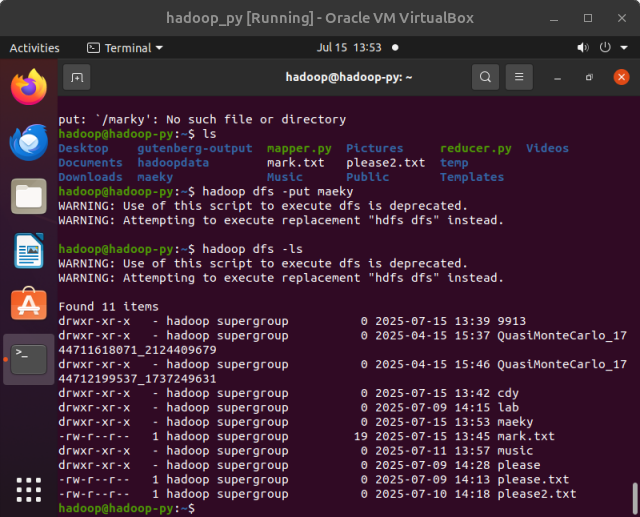 hadoop_py [Running] - Oracle VM VirtualBox
Activities Terminal Jul 15 13:53
hadoop@hadoop-py: ~
put: `/marky': No such file or directory
hadoop@hadoop-py:~$ ls
Desktop gutenberg-output mapper.py Pictures reducer.py Videos
Documents hadoopdata mark.txt please2.txt temp
Downloads maeky Music Public Templates
hadoop@hadoop-py:~$ hadoop dfs -put maeky
WARNING: Use of this script to execute dfs is deprecated.
WARNING: Attempting to execute replacement "hdfs dfs" instead.
hadoop@hadoop-py:~$ hadoop dfs -ls
WARNING: Use of this script to execute dfs is deprecated.
WARNING: Attempting to execute replacement "hdfs dfs" instead.
Found 11 items
drwxr-xr-x - hadoop supergroup 0 2025-07-15 13:39 9913
drwxr-xr-x - hadoop supergroup 0 2025-04-15 15:37 QuasiMonteCarlo_17
44711618071_2124409679
drwxr-xr-x - hadoop supergroup 0 2025-04-15 15:46 QuasiMonteCarlo_17
44712199537_1737249631
drwxr-xr-x - hadoop supergroup 0 2025-07-15 13:42 cdy
drwxr-xr-x - hadoop supergroup 0 2025-07-09 14:15 lab
drwxr-xr-x - hadoop supergroup 0 2025-07-15 13:53 maeky
-rw-r--r-- 1 hadoop supergroup 19 2025-07-15 13:45 mark.txt
drwxr-xr-x - hadoop supergroup 0 2025-07-11 13:57 music
drwxr-xr-x - hadoop supergroup 0 2025-07-09 14:28 please
-rw-r--r-- 1 hadoop supergroup 0 2025-07-09 14:13 please.txt
-rw-r--r-- 1 hadoop supergroup 0 2025-07-10 14:18 please2.txt
hadoop@hadoop-py:~$